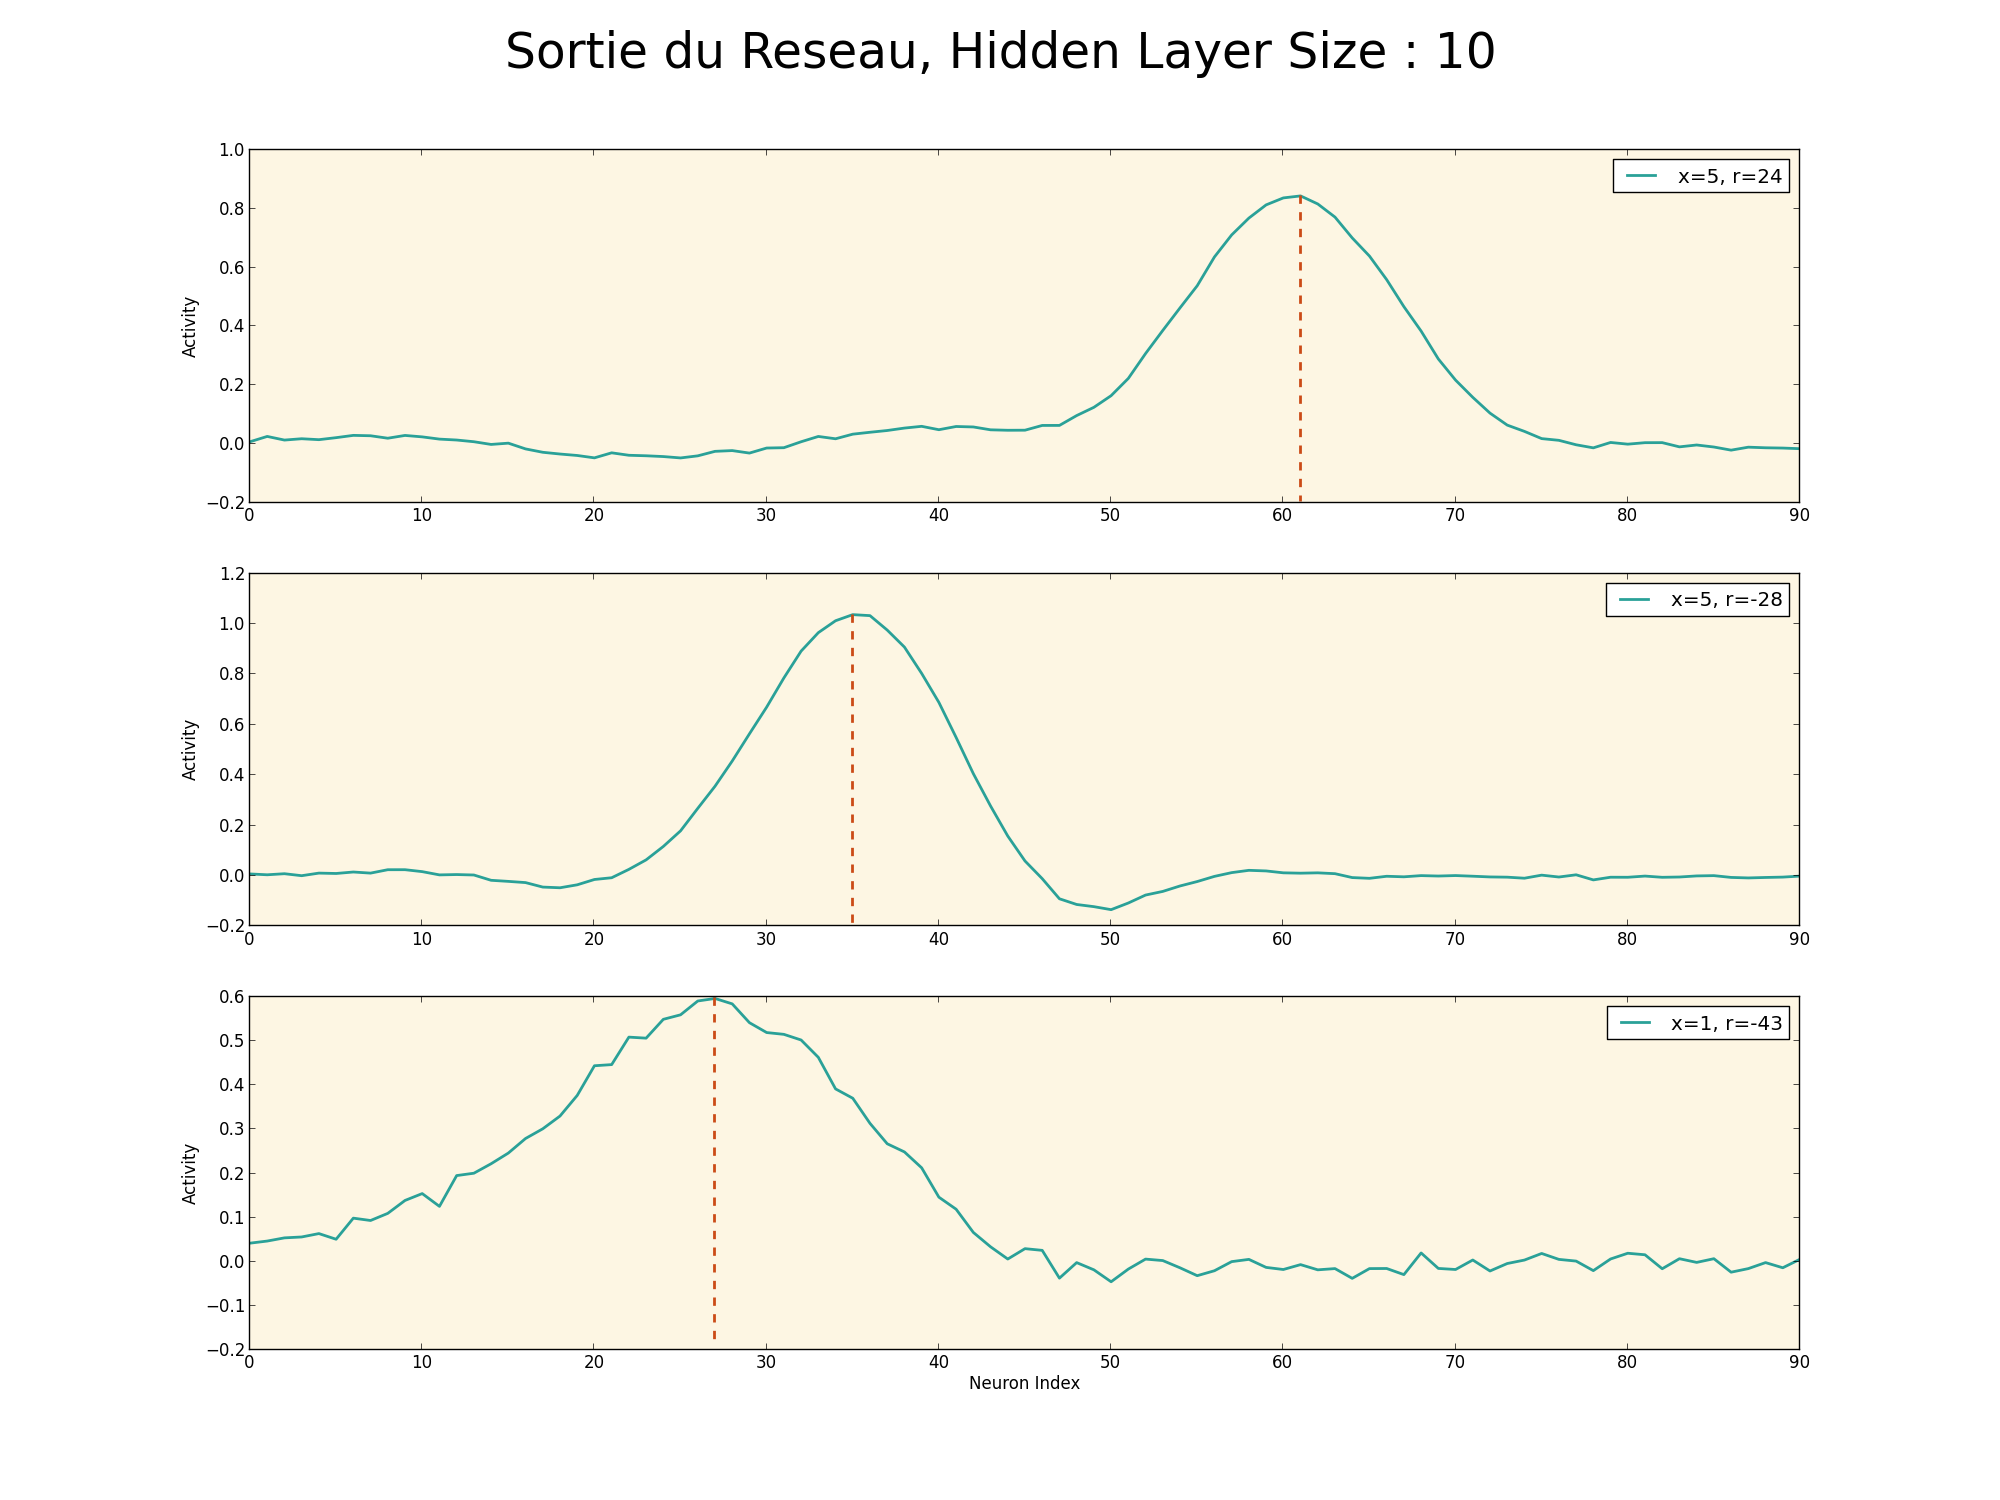 Sortie du Reseau, Hidden Layer Size : 10
1.0
0.8
0.6
0.4
0.2
0.0
−0.2
Activity
x=5, r=24
0 10 20 30 40 50 60 70 80 90
1.2
1.0
0.8
0.6
0.4
0.2
0.0
−0.2
Activity
x=5, r=-28
0 10 20 30 40 50 60 70 80 90
0.6
0.5
0.4
0.3
0.2
0.1
0.0
−0.1
−0.2
Activity
x=1, r=-43
0 10 20 30 40 50 60 70 80 90
Neuron Index